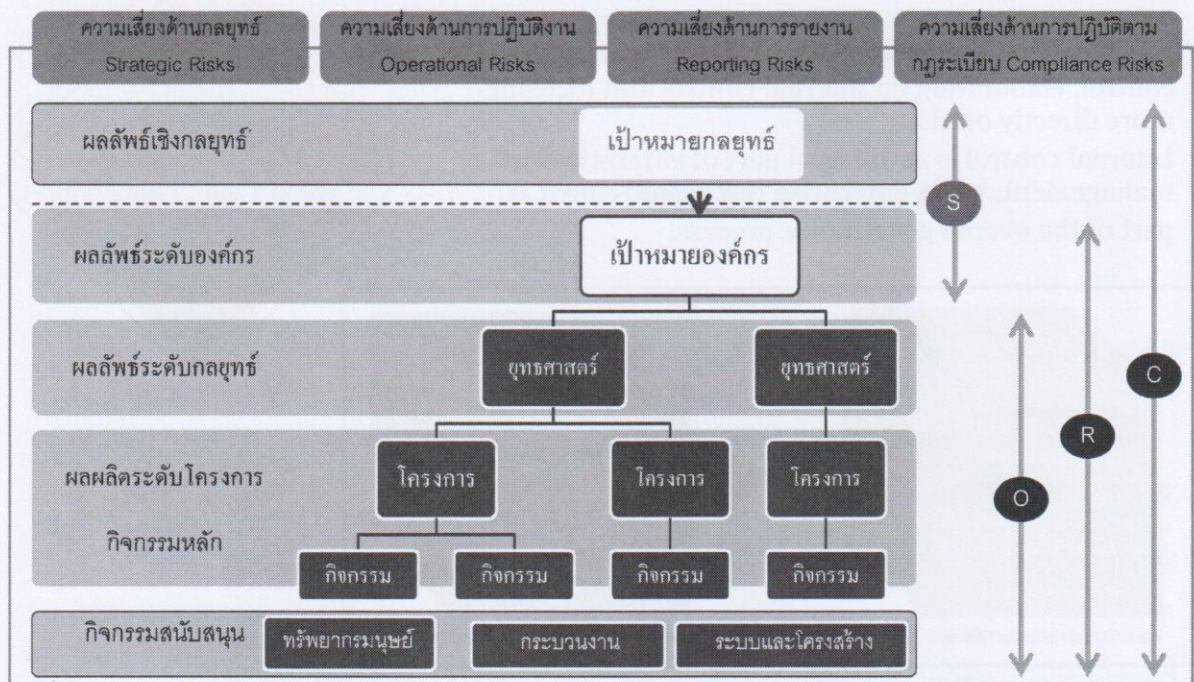 ความเสี่ยงด้านกลยุทธ์
Strategic Risks
ความเสี่ยงด้านการปฏิบัติงาน
Operational Risks
ความเสี่ยงด้านการรายงาน
Reporting Risks
ความเสี่ยงด้านการปฏิบัติตาม
กฎระเบียบ Compliance Risks
ผลลัพธ์เชิงกลยุทธ์
เป้าหมายกลยุทธ์
S
ผลลัพธ์ระดับองค์กร
เป้าหมายองค์กร
ผลลัพธ์ระดับกลยุทธ์
ยุทธศาสตร์
ยุทธศาสตร์
C
R
ผลผลิตระดับโครงการ
โครงการ
โครงการ
โครงการ
O
กิจกรรมหลัก
กิจกรรม
กิจกรรม
กิจกรรม
กิจกรรม
กิจกรรมสนับสนุน
ทรัพยากรมนุษย์
กระบวนงาน
ระบบและโครงสร้าง